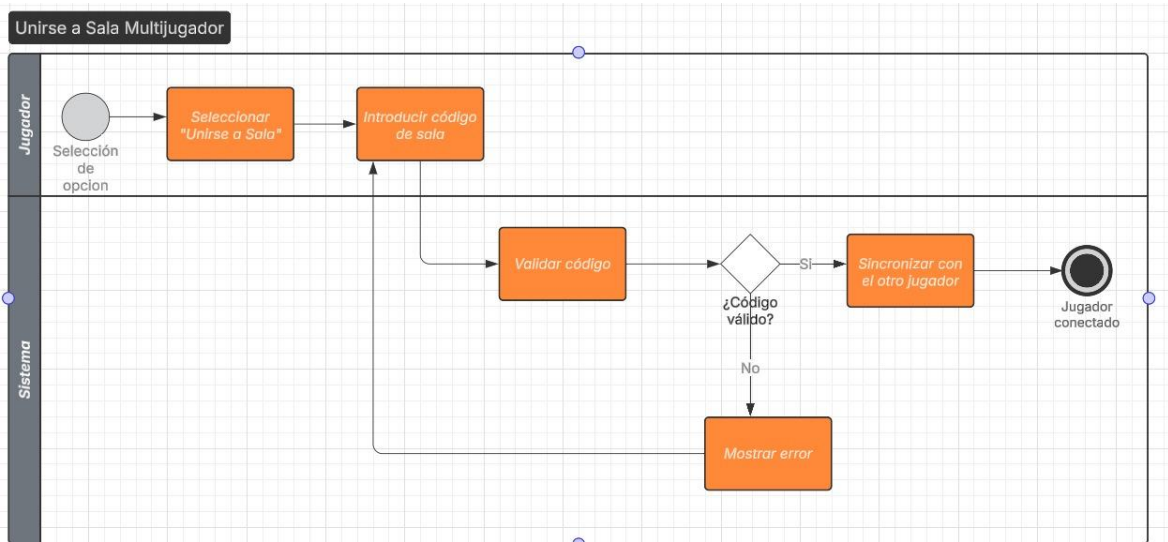 Unirse a Sala Multijugador
Jugador
Selección
de
opcion
Seleccionar
"Unirse a Sala"
Introducir código
de sala
Sistema
Validar código
¿Código
válido?
Si
Sincronizar con
el otro jugador
Jugador
conectado
No
Mostrar error